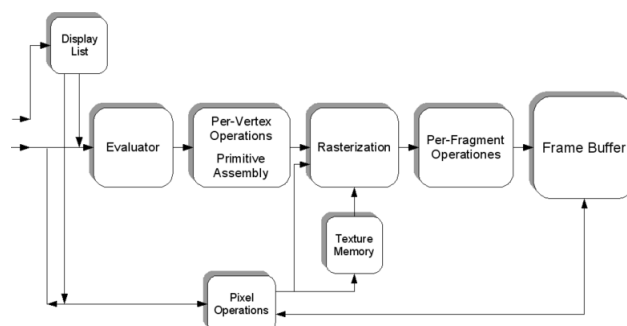 Display
List
Evaluator
Per-Vertex
Operations
Primitive
Assembly
Rasterization
Per-Fragment
Operationes
Frame Buffer
Texture
Memory
Pixel
Operations